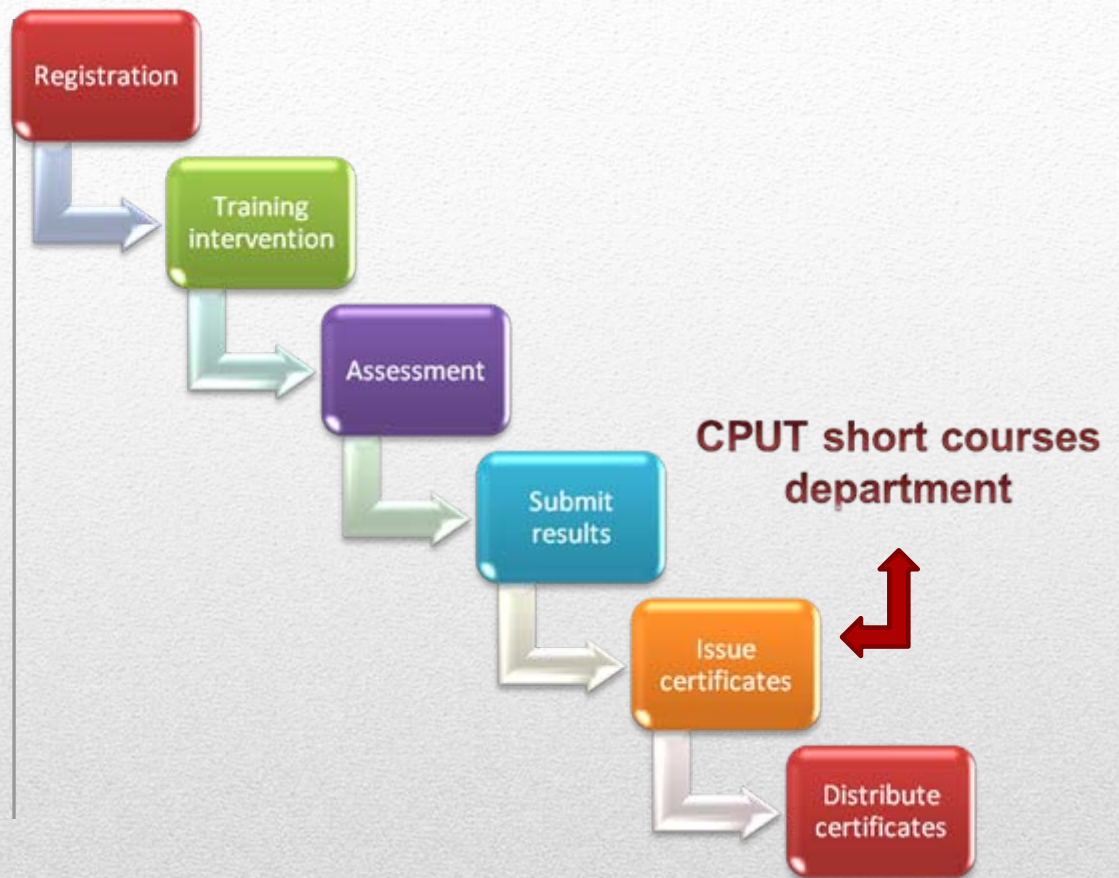 Registration
Training
intervention
Assessment
CPUT short courses
department
Submit
results
Issue
certificates
Distribute
certificates